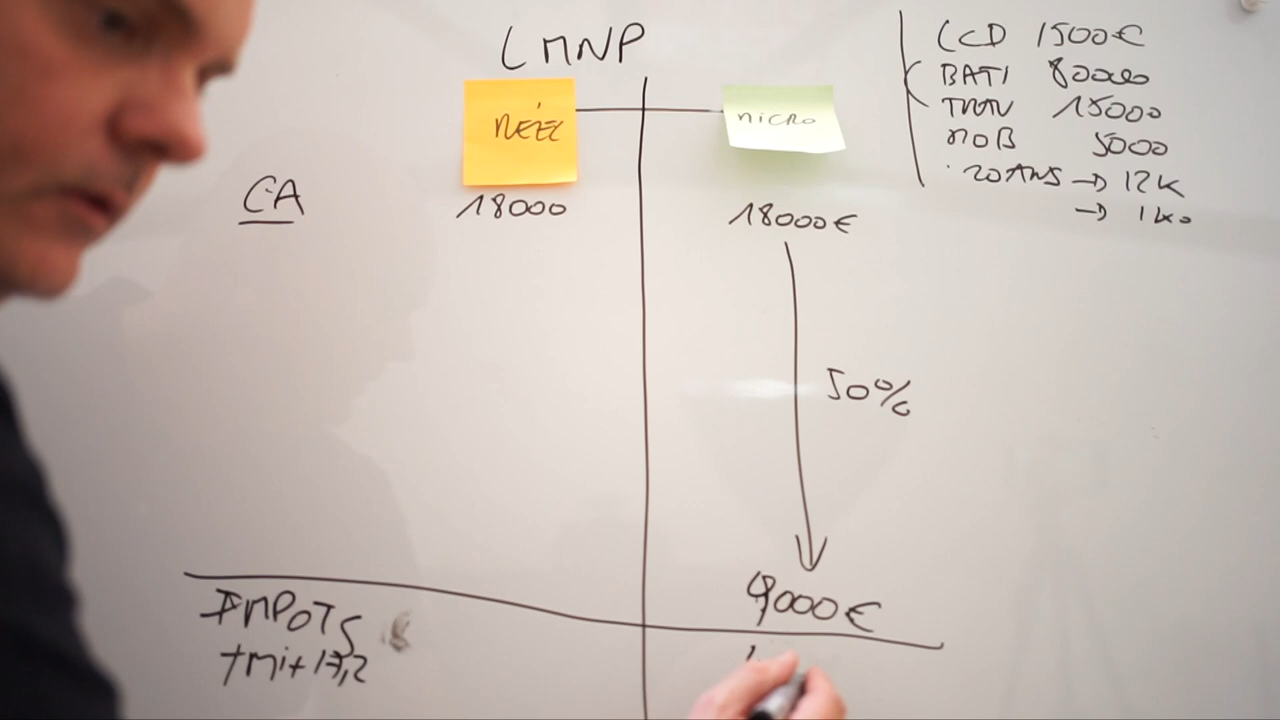 LMNP
RÉEL
MICRO
CA
18000
18000€
50%
9000€
IMPOTS
TMI+17,2
LCD 1500€
BATI 80000
TRAV 15000
MOB 5000
20ANS → 12K